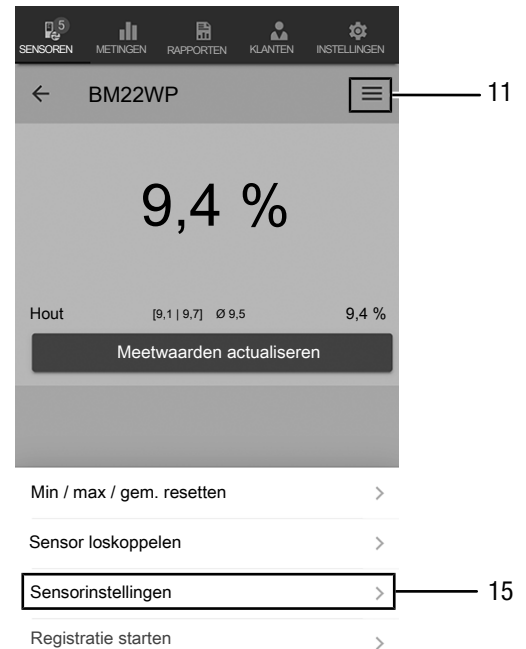 5
SENSOREN METINGEN RAPPORTEN KLANTEN INSTELLINGEN
BM22WP
11
9,4 %
Hout [9,1 | 9,7] Ø 9,5 9,4 %
Meetwaarden actualiseren
Min / max / gem. resetten
Sensor loskoppelen
Sensorinstellingen
15
Registratie starten